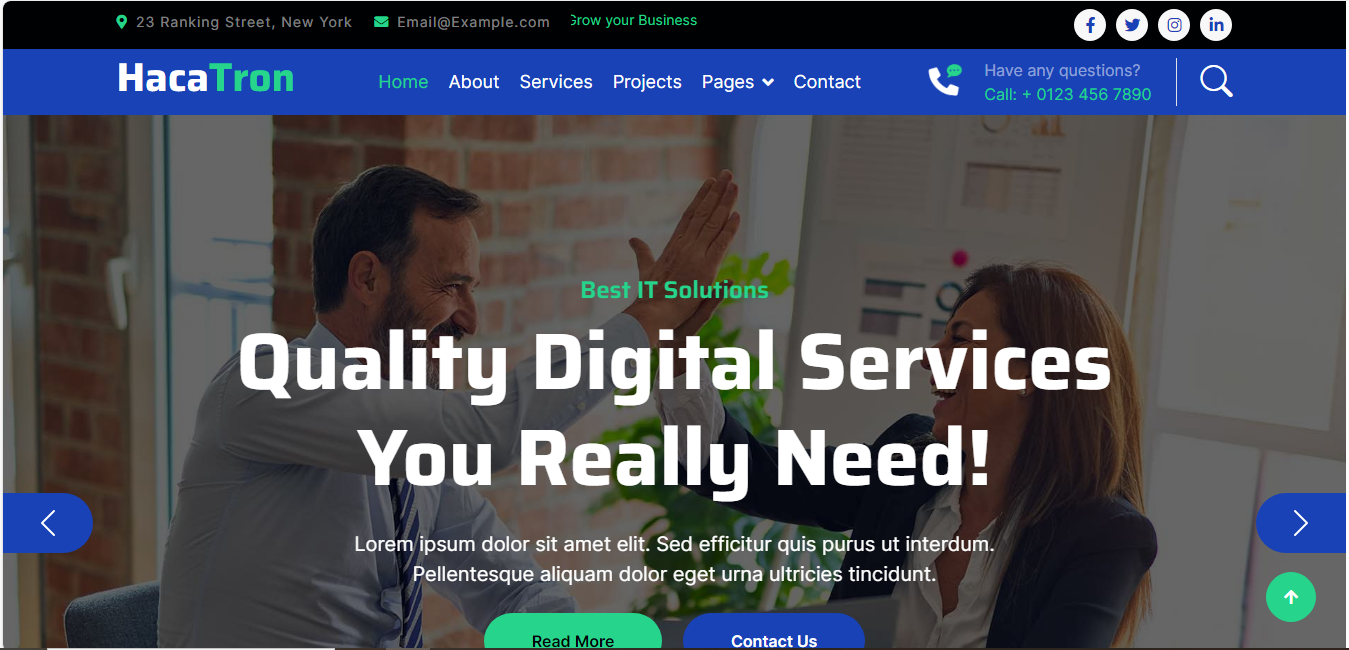 23 Ranking Street, New York
Email@Example.com
Grow your Business
HacaTron
Home
About
Services
Projects
Pages
Contact
Have any questions?
Call: + 0123 456 7890
Best IT Solutions
Quality Digital Services
You Really Need!
Lorem ipsum dolor sit amet elit. Sed efficitur quis purus ut interdum.
Pellentesque aliquam dolor eget urna ultricies tincidunt.
Read More
Contact Us